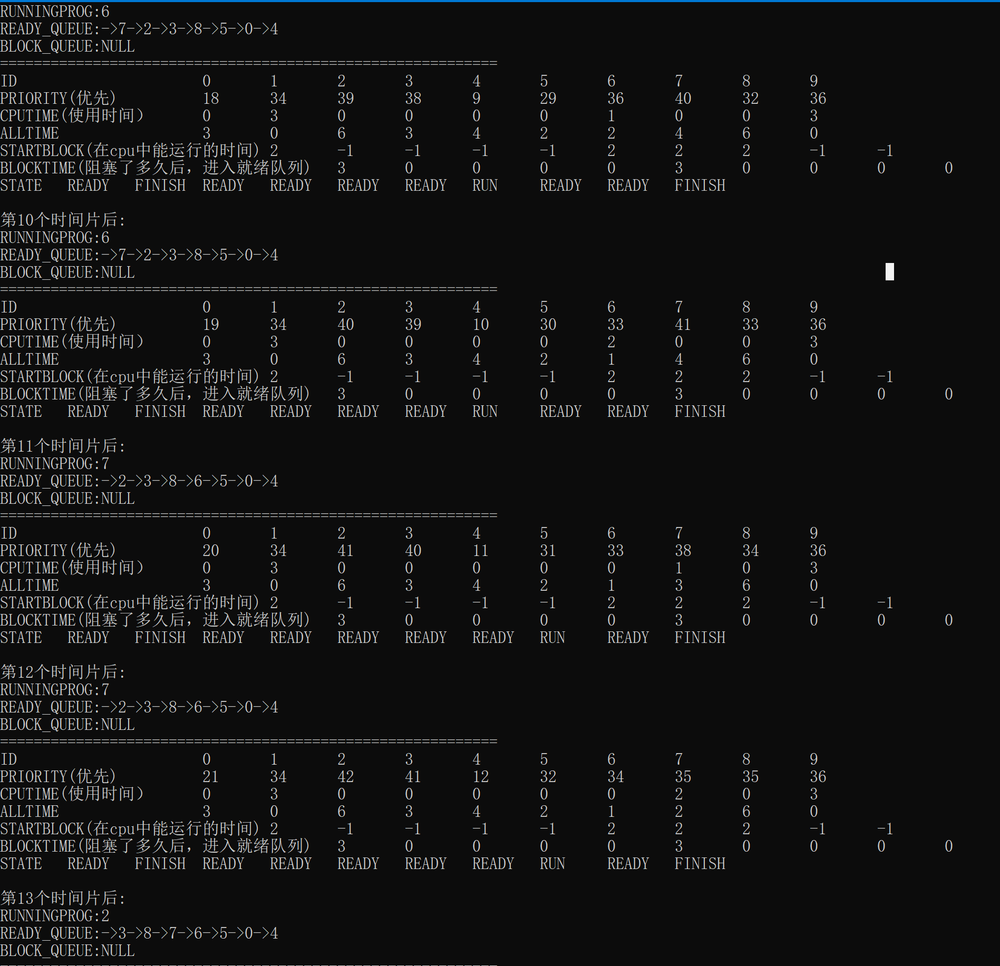 RUNNINGPROG:6
READY_QUEUE:->7->2->3->8->5->0->4
BLOCK_QUEUE:NULL
===========================================================
ID 0 1 2 3 4 5 6 7 8 9
PRIORITY(优先) 18 34 39 38 9 29 36 40 32 36
CPUTIME(使用时间） 0 3 0 0 0 0 1 0 0 3
ALLTIME 3 0 6 3 4 2 2 4 6 0
STARTBLOCK(在cpu中能运行的时间) 2 -1 -1 -1 -1 2 2 2 -1 -1
BLOCKTIME(阻塞了多久后，进入就绪队列) 3 0 0 0 0 3 0 0 0 0
STATE READY FINISH READY READY READY READY RUN READY READY FINISH
第10个时间片后:
RUNNINGPROG:6
READY_QUEUE:->7->2->3->8->5->0->4
BLOCK_QUEUE:NULL
===========================================================
ID 0 1 2 3 4 5 6 7 8 9
PRIORITY(优先) 19 34 40 39 10 30 33 41 33 36
CPUTIME(使用时间） 0 3 0 0 0 0 2 0 0 3
ALLTIME 3 0 6 3 4 2 1 4 6 0
STARTBLOCK(在cpu中能运行的时间) 2 -1 -1 -1 -1 2 2 2 -1 -1
BLOCKTIME(阻塞了多久后，进入就绪队列) 3 0 0 0 0 3 0 0 0 0
STATE READY FINISH READY READY READY READY RUN READY READY FINISH
第11个时间片后:
RUNNINGPROG:7
READY_QUEUE:->2->3->8->6->5->0->4
BLOCK_QUEUE:NULL
===========================================================
ID 0 1 2 3 4 5 6 7 8 9
PRIORITY(优先) 20 34 41 40 11 31 33 38 34 36
CPUTIME(使用时间） 0 3 0 0 0 0 0 1 0 3
ALLTIME 3 0 6 3 4 2 1 3 6 0
STARTBLOCK(在cpu中能运行的时间) 2 -1 -1 -1 -1 2 2 2 -1 -1
BLOCKTIME(阻塞了多久后，进入就绪队列) 3 0 0 0 0 3 0 0 0 0
STATE READY FINISH READY READY READY READY READY RUN READY FINISH
第12个时间片后:
RUNNINGPROG:7
READY_QUEUE:->2->3->8->6->5->0->4
BLOCK_QUEUE:NULL
===========================================================
ID 0 1 2 3 4 5 6 7 8 9
PRIORITY(优先) 21 34 42 41 12 32 34 35 35 36
CPUTIME(使用时间） 0 3 0 0 0 0 0 2 0 3
ALLTIME 3 0 6 3 4 2 1 2 6 0
STARTBLOCK(在cpu中能运行的时间) 2 -1 -1 -1 -1 2 2 2 -1 -1
BLOCKTIME(阻塞了多久后，进入就绪队列) 3 0 0 0 0 3 0 0 0 0
STATE READY FINISH READY READY READY READY READY RUN READY FINISH
第13个时间片后:
RUNNINGPROG:2
READY_QUEUE:->3->8->7->6->5->0->4
BLOCK_QUEUE:NULL